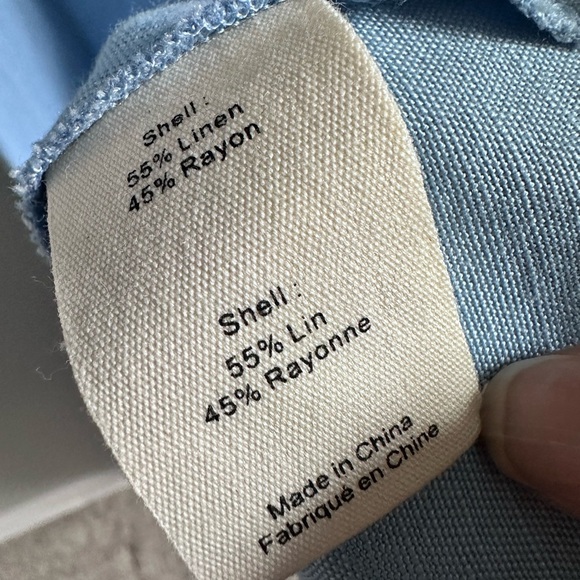 Shell :
55% Linen
45% Rayon
Shell :
55% Lin
45% Rayonne
Made in China
Fabriqué en Chine